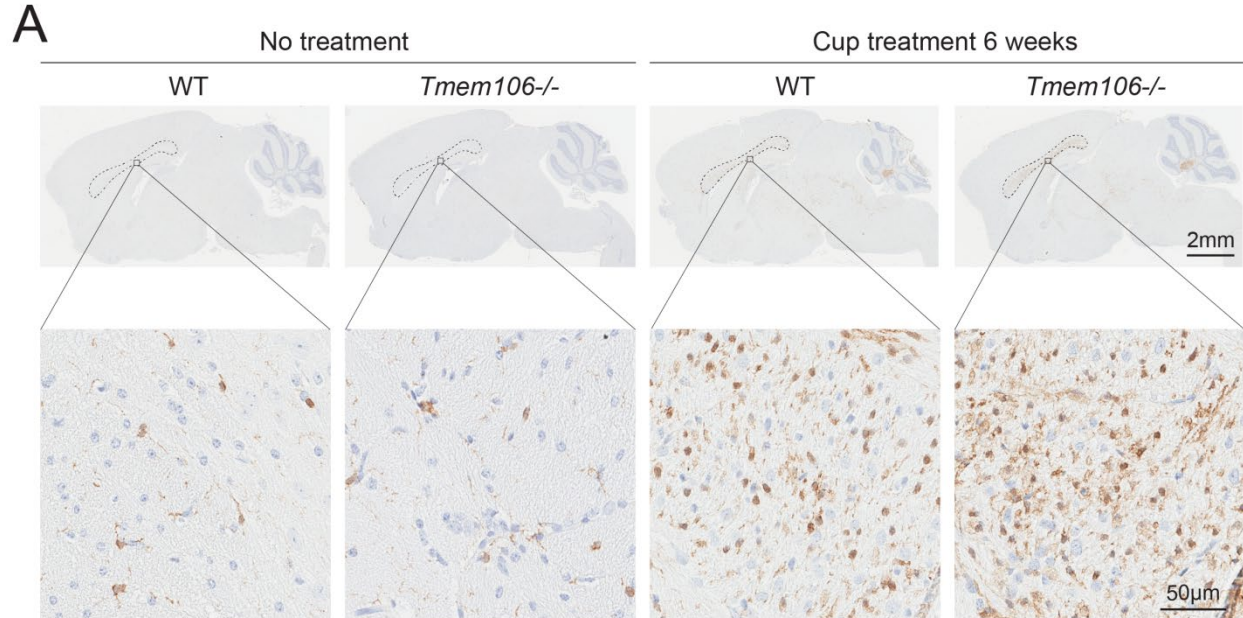 A
No treatment
Cup treatment 6 weeks
WT
Tmem106-/-
WT
Tmem106-/-
2mm
50µm